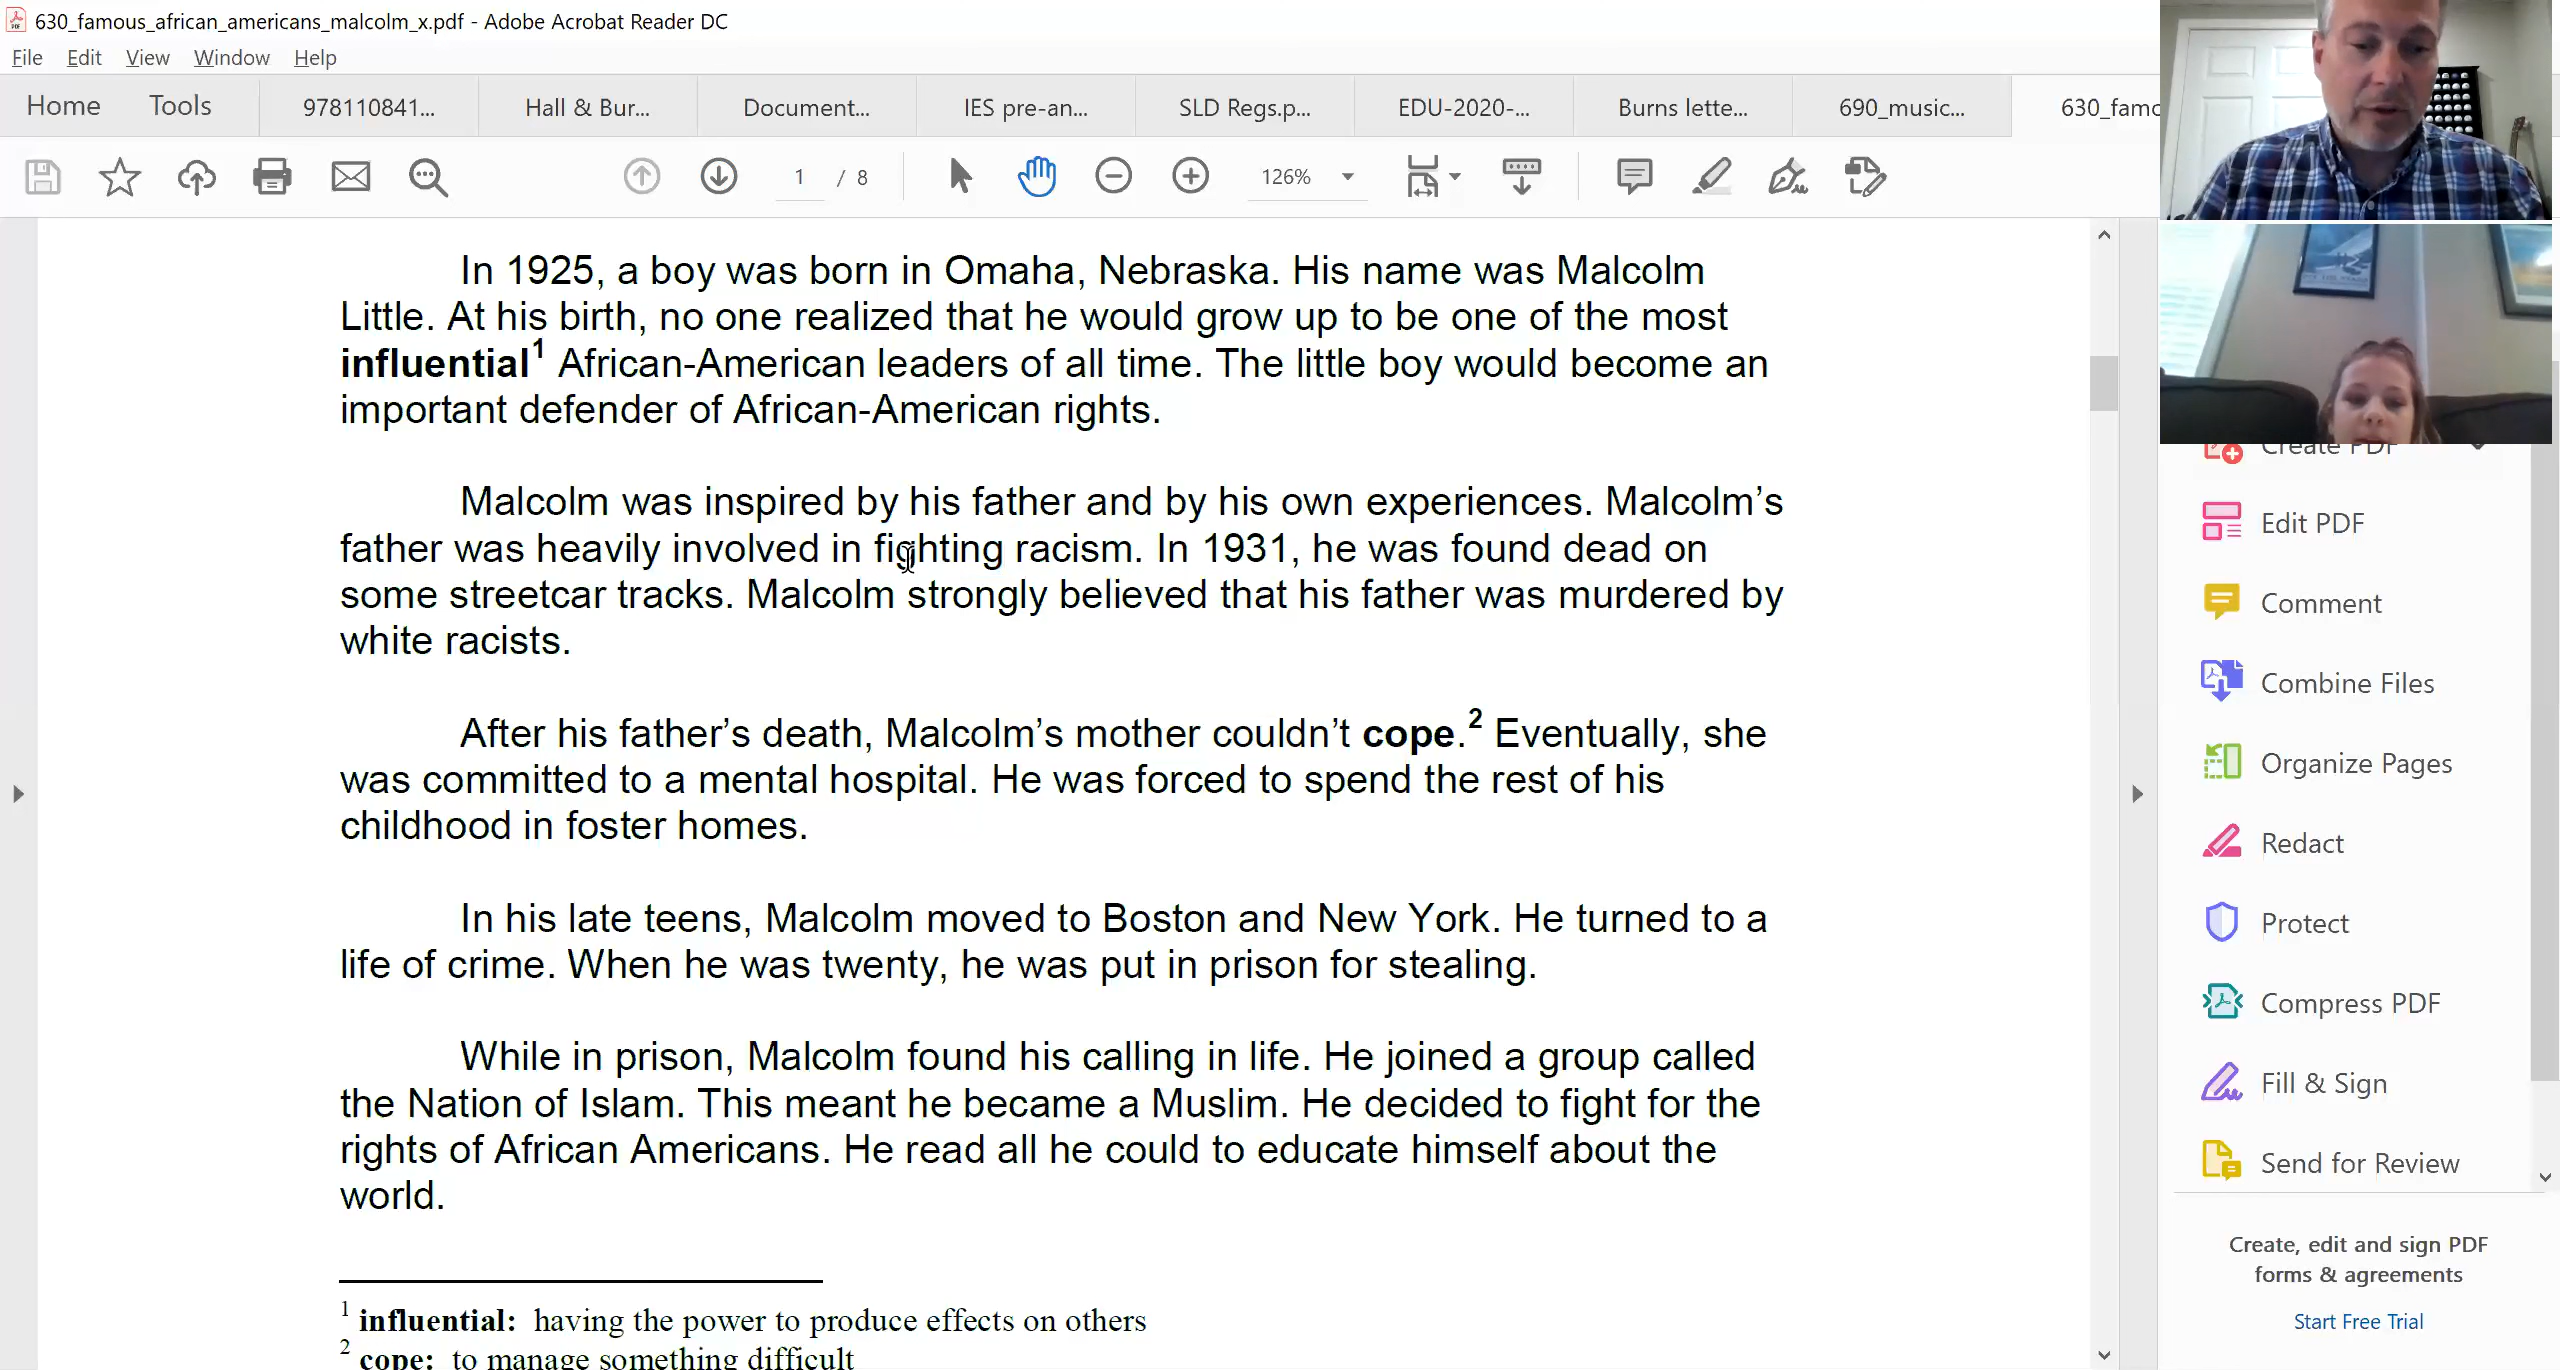 630_famous_african_americans_malcolm_x.pdf - Adobe Acrobat Reader DC
File Edit View Window Help
Home Tools 978110841... Hall & Bur... Document... IES pre-an... SLD Regs.p... EDU-2020-... Burns lette... 690_music... 630_famo
1 / 8 126%
In 1925, a boy was born in Omaha, Nebraska. His name was Malcolm
Little. At his birth, no one realized that he would grow up to be one of the most
influential1 African-American leaders of all time. The little boy would become an
important defender of African-American rights.
Malcolm was inspired by his father and by his own experiences. Malcolm’s
father was heavily involved in fighting racism. In 1931, he was found dead on
some streetcar tracks. Malcolm strongly believed that his father was murdered by
white racists.
After his father’s death, Malcolm’s mother couldn’t cope.2 Eventually, she
was committed to a mental hospital. He was forced to spend the rest of his
childhood in foster homes.
In his late teens, Malcolm moved to Boston and New York. He turned to a
life of crime. When he was twenty, he was put in prison for stealing.
While in prison, Malcolm found his calling in life. He joined a group called
the Nation of Islam. This meant he became a Muslim. He decided to fight for the
rights of African Americans. He read all he could to educate himself about the
world.
1 influential: having the power to produce effects on others
2 cope: to manage something difficult
Create PDF
Edit PDF
Comment
Combine Files
Organize Pages
Redact
Protect
Compress PDF
Fill & Sign
Send for Review
Create, edit and sign PDF
forms & agreements
Start Free Trial